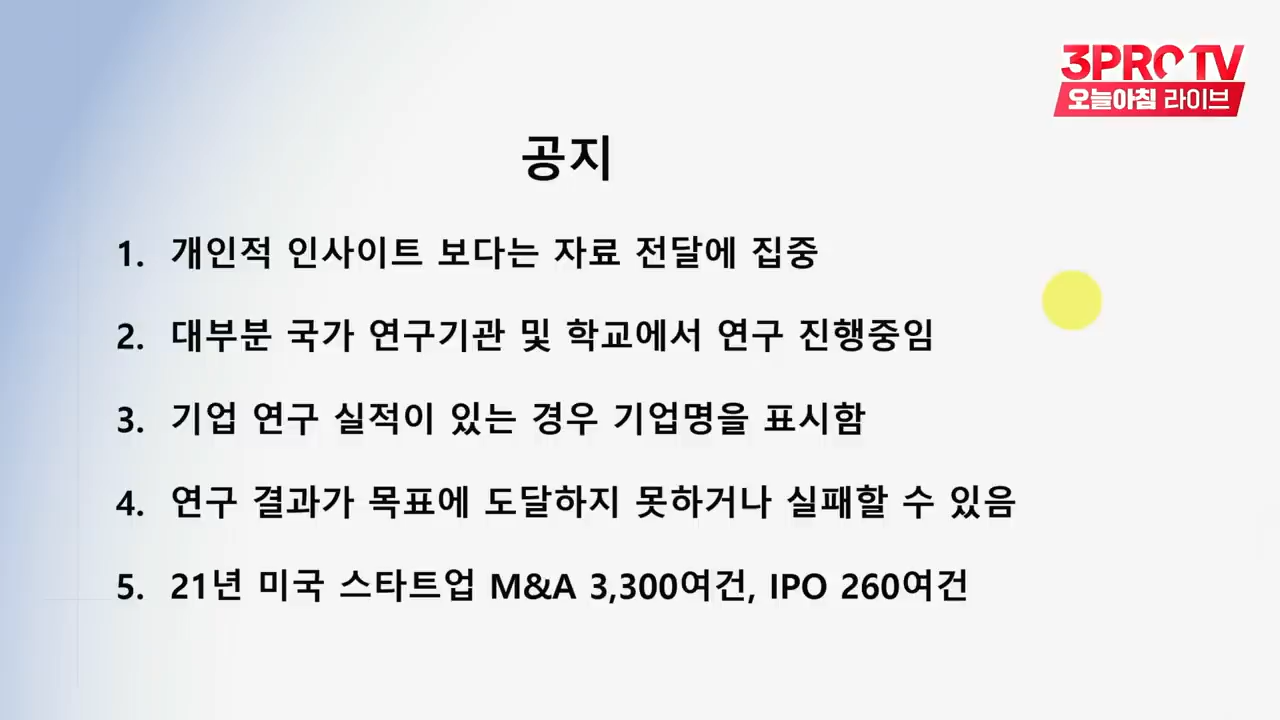 3PROTV
오늘아침 라이브
공지
1. 개인적 인사이트 보다는 자료 전달에 집중
2. 대부분 국가 연구기관 및 학교에서 연구 진행중임
3. 기업 연구 실적이 있는 경우 기업명을 표시함
4. 연구 결과가 목표에 도달하지 못하거나 실패할 수 있음
5. 21년 미국 스타트업 M&A 3,300여건, IPO 260여건